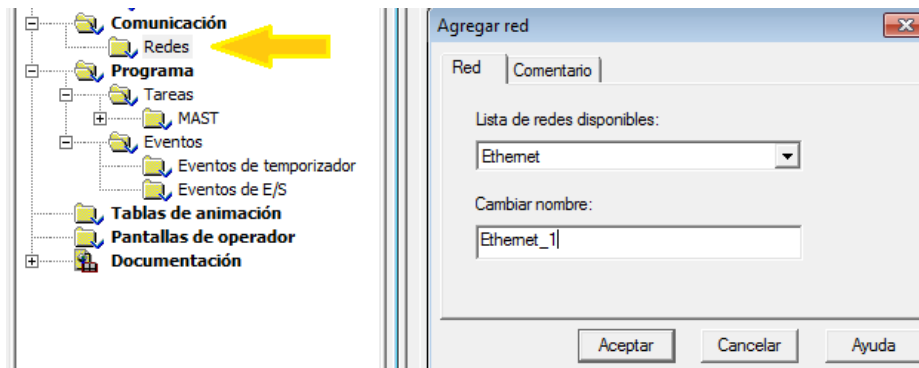 Comunicación
Redes
Programa
Tareas
MAST
Eventos
Eventos de temporizador
Eventos de E/S
Tablas de animación
Pantallas de operador
Documentación
Agregar red
Red
Comentario
Lista de redes disponibles:
Ethernet
Cambiar nombre:
Ethernet_1
Aceptar
Cancelar
Ayuda